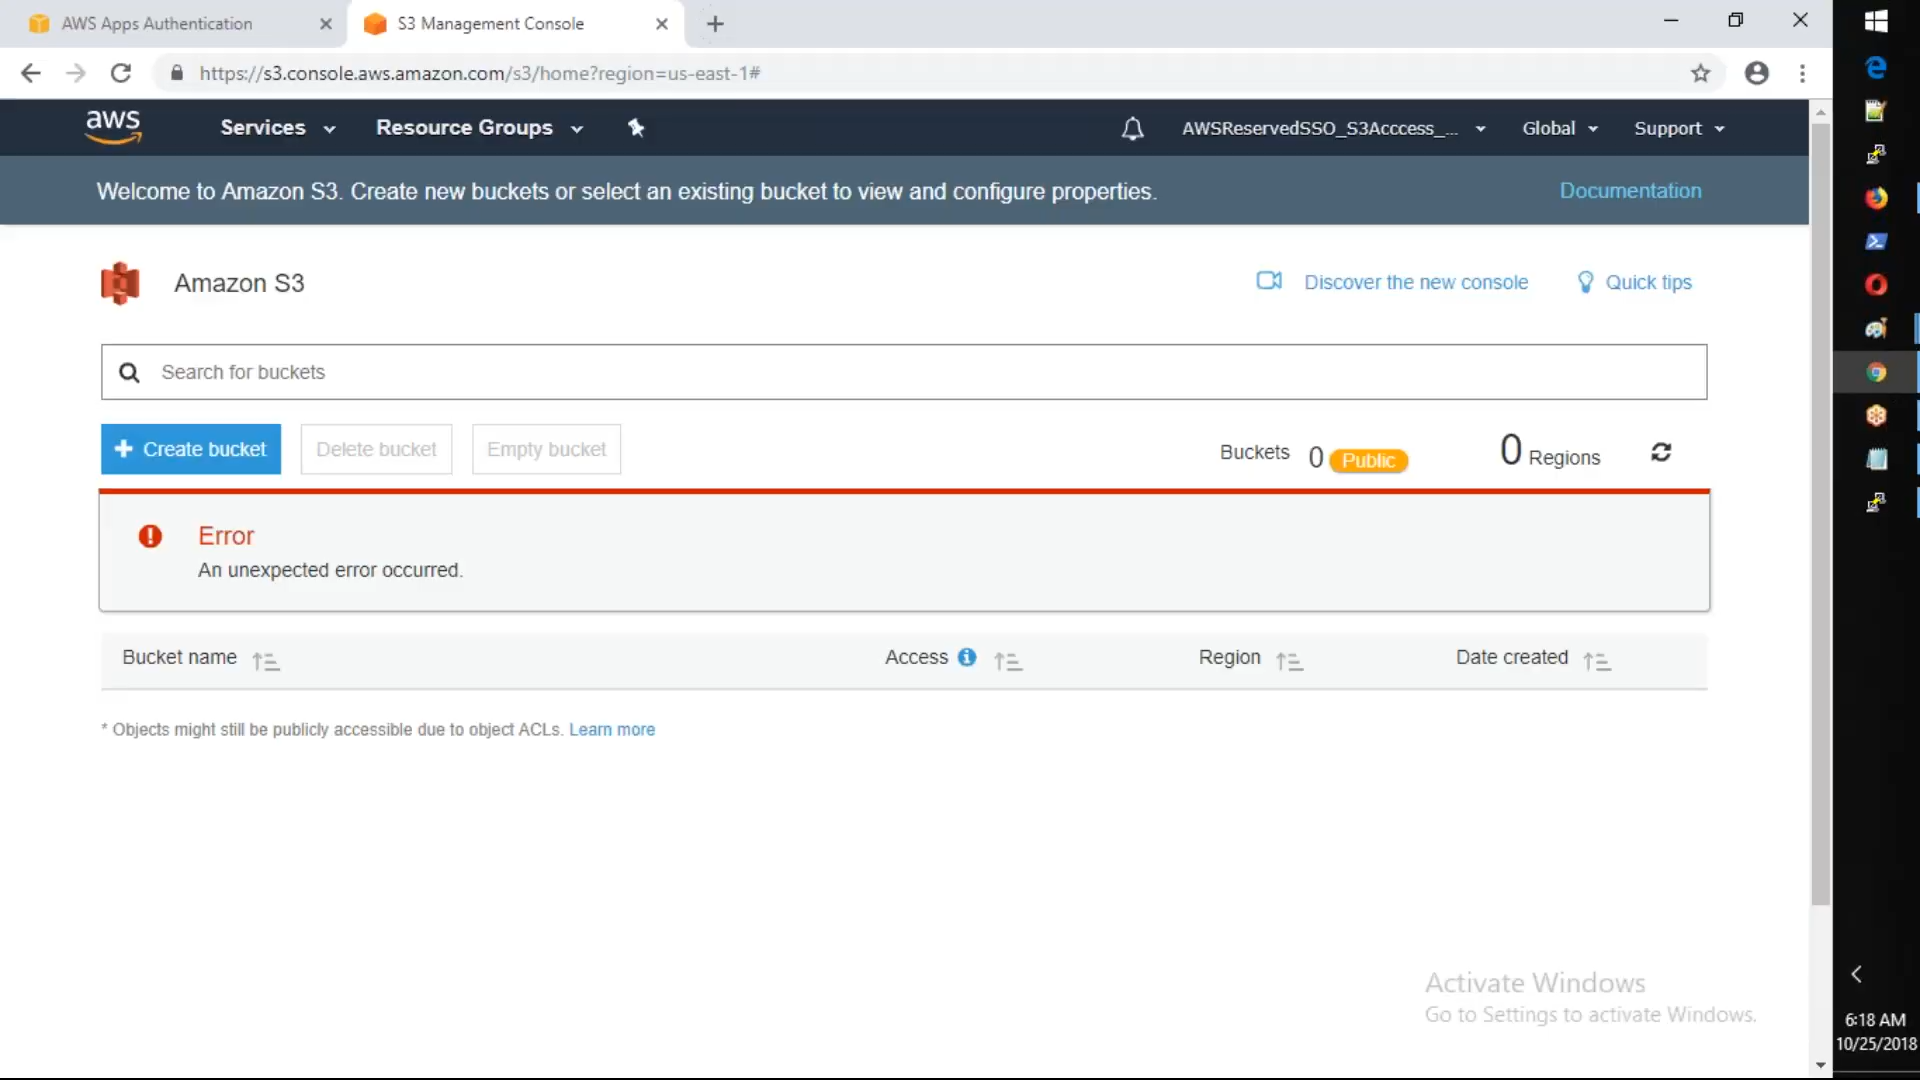 AWS Apps Authentication
S3 Management Console
https://s3.console.aws.amazon.com/s3/home?region=us-east-1#
aws
Services
Resource Groups
AWSReservedSSO_S3Acccess_...
Global
Support
Welcome to Amazon S3. Create new buckets or select an existing bucket to view and configure properties.
Documentation
Amazon S3
Discover the new console
Quick tips
Search for buckets
+ Create bucket
Delete bucket
Empty bucket
Buckets 0 Public
0 Regions
Error
An unexpected error occurred.
Bucket name
Access
Region
Date created
* Objects might still be publicly accessible due to object ACLs. Learn more
Activate Windows
Go to Settings to activate Windows.
6:18 AM
10/25/2018